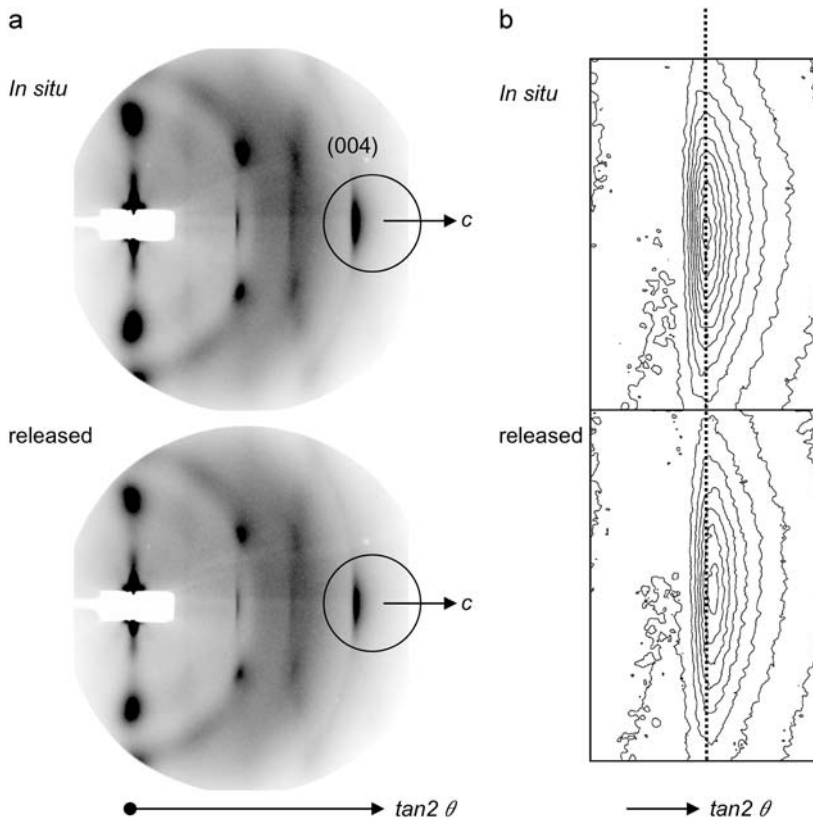 a
In situ
(004)
c
released
c
tan2 θ
b
In situ
released
tan2 θ